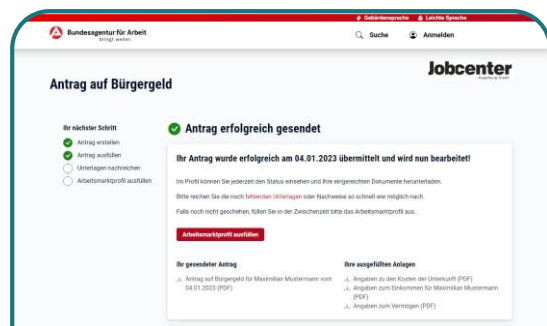 Gebärdensprache Leichte Sprache
Bundesagentur für Arbeit
bringt weiter.
Suche Anmelden
Jobcenter
Augsburg Stadt
Antrag auf Bürgergeld
Ihr nächster Schritt
Antrag erstellen
Antrag ausfüllen
Unterlagen nachreichen
Arbeitsmarktprofil ausfüllen
Antrag erfolgreich gesendet
Ihr Antrag wurde erfolgreich am 04.01.2023 übermittelt und wird nun bearbeitet!
Im Profil können Sie jederzeit den Status einsehen und Ihre eingereichten Dokumente herunterladen.
Bitte reichen Sie die noch fehlenden Unterlagen oder Nachweise so schnell wie möglich nach.
Falls noch nicht geschehen, füllen Sie in der Zwischenzeit bitte das Arbeitsmarktprofil aus.
Arbeitsmarktprofil ausfüllen
Ihr gesendeter Antrag
Antrag auf Bürgergeld für Maximilian Mustermann vom
04.01.2023 (PDF)
Ihre ausgefüllten Anlagen
Angaben zu den Kosten der Unterkunft (PDF)
Angaben zum Einkommen für Maximilian Mustermann
(PDF)
Angaben zum Vermögen (PDF)